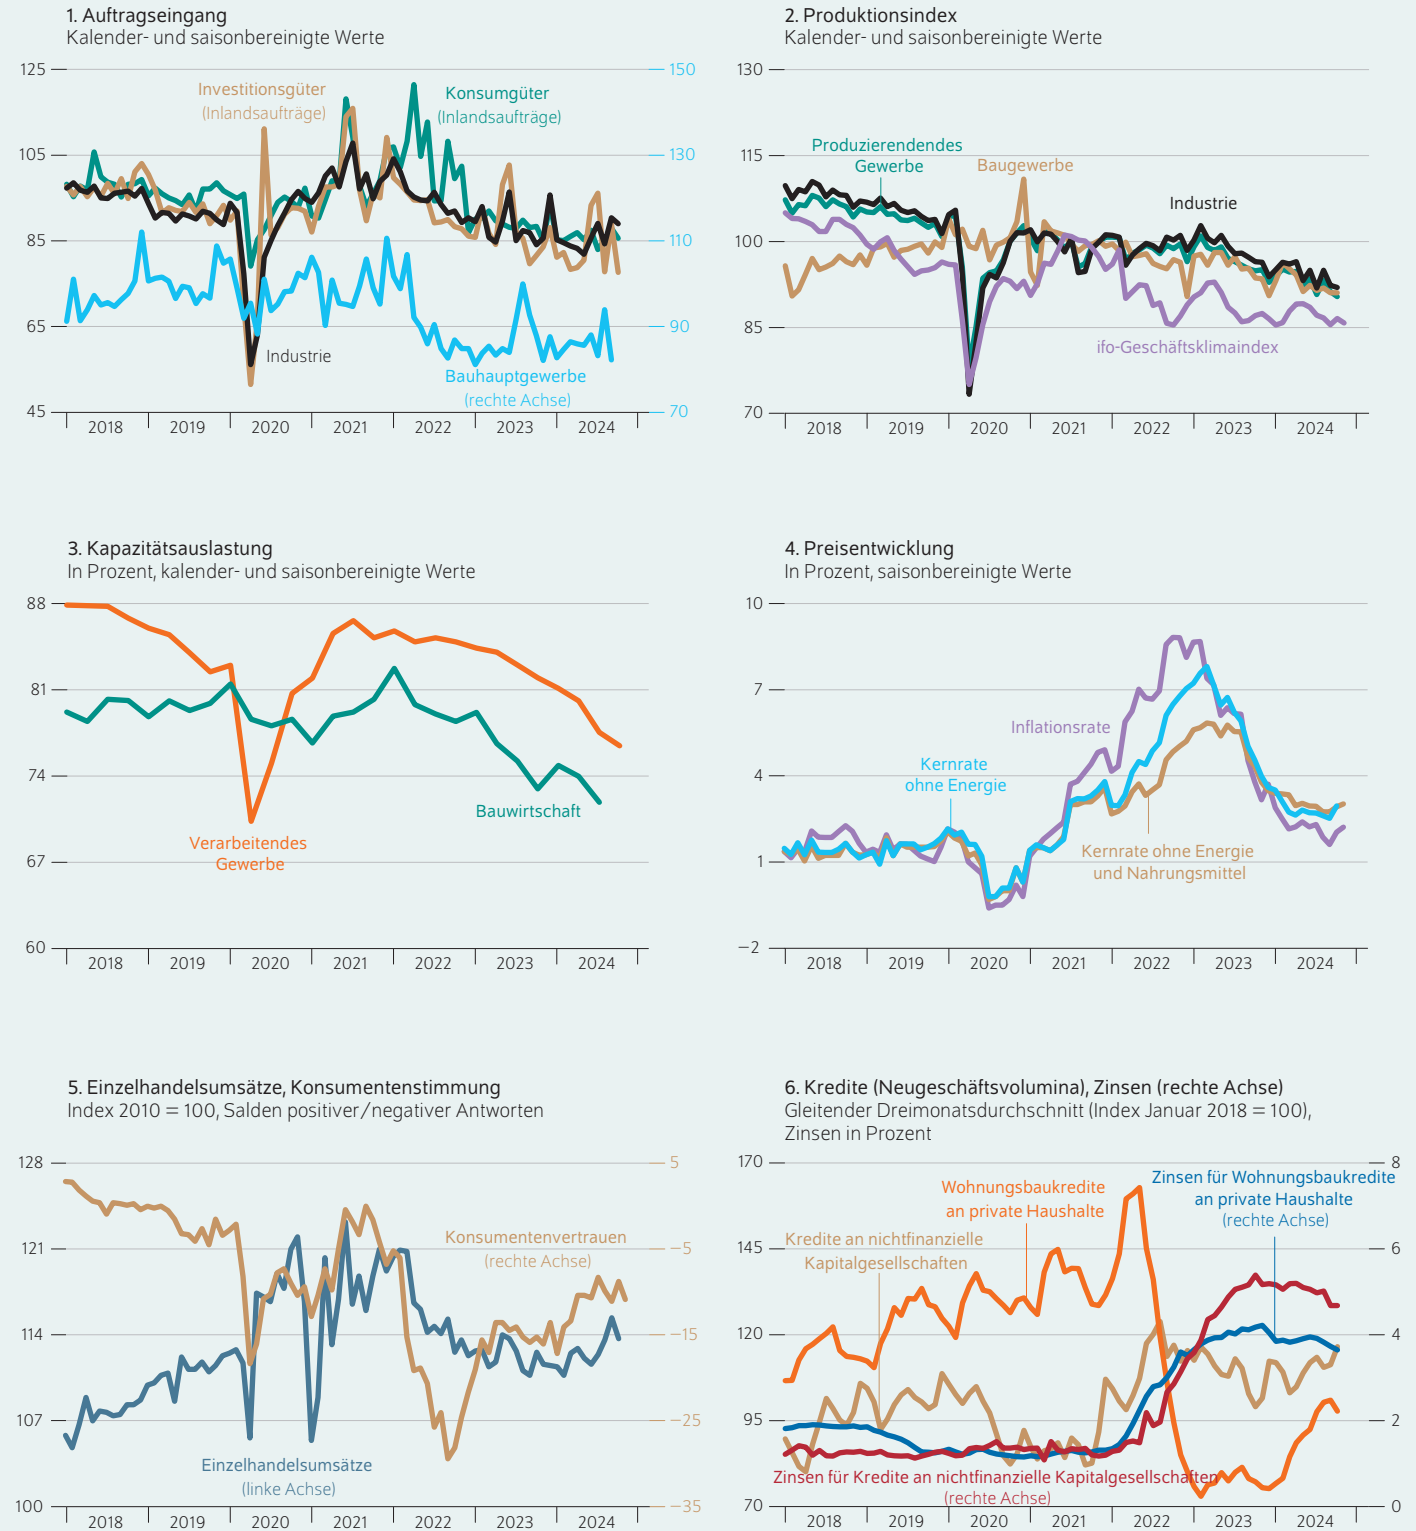 1. Auftragseingang
Kalender- und saisonbereinigte Werte
125
105
85
65
45
150
130
110
90
70
Investitionsgüter
(Inlandsaufträge)
Konsumgüter
(Inlandsaufträge)
Industrie
Bauhauptgewerbe
(rechte Achse)
2018 2019 2020 2021 2022 2023 2024
2. Produktionsindex
Kalender- und saisonbereinigte Werte
130
115
100
85
70
Produzierendendes
Gewerbe
Baugewerbe
Industrie
ifo-Geschäftsklimaindex
2018 2019 2020 2021 2022 2023 2024
3. Kapazitätsauslastung
In Prozent, kalender- und saisonbereinigte Werte
88
81
74
67
60
Bauwirtschaft
Verarbeitendes
Gewerbe
2018 2019 2020 2021 2022 2023 2024
4. Preisentwicklung
In Prozent, saisonbereinigte Werte
10
7
4
1
−2
Inflationsrate
Kernrate
ohne Energie
Kernrate ohne Energie
und Nahrungsmittel
2018 2019 2020 2021 2022 2023 2024
5. Einzelhandelsumsätze, Konsumentenstimmung
Index 2010 = 100, Salden positiver/negativer Antworten
128
121
114
107
100
5
−5
−15
−25
−35
Konsumentenvertrauen
(rechte Achse)
Einzelhandelsumsätze
(linke Achse)
2018 2019 2020 2021 2022 2023 2024
6. Kredite (Neugeschäftsvolumina), Zinsen (rechte Achse)
Gleitender Dreimonatsdurchschnitt (Index Januar 2018 = 100),
Zinsen in Prozent
170
145
120
95
70
8
6
4
2
0
Zinsen für Wohnungsbaukredite
an private Haushalte
(rechte Achse)
Wohnungsbaukredite
an private Haushalte
Kredite an nichtfinanzielle
Kapitalgesellschaften
Zinsen für Kredite an nichtfinanzielle Kapitalgesellschaften
(rechte Achse)
2018 2019 2020 2021 2022 2023 2024